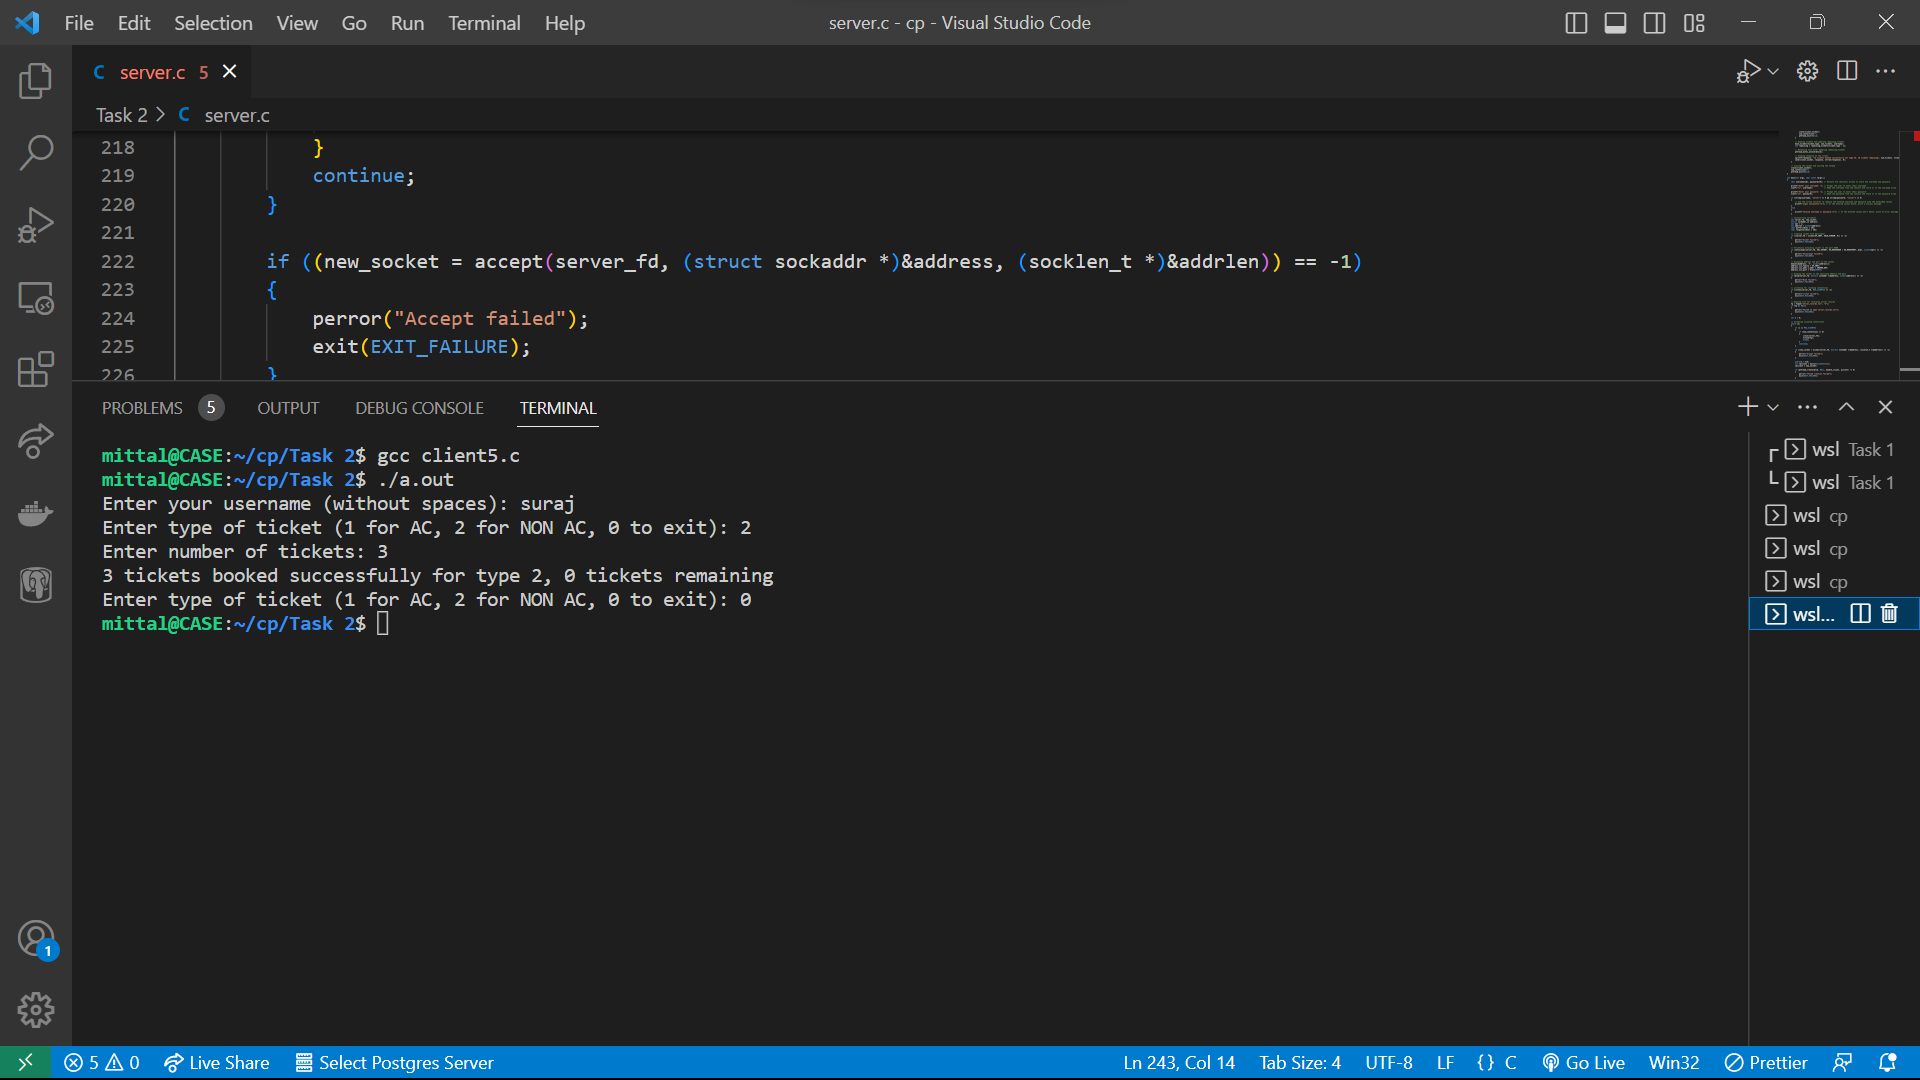 File Edit Selection View Go Run Terminal Help server.c - cp - Visual Studio Code
C server.c 5
Task 2 > C server.c
218 }
219 continue;
220 }
221
222 if ((new_socket = accept(server_fd, (struct sockaddr *)&address, (socklen_t *)&addrlen)) == -1)
223 {
224 perror("Accept failed");
225 exit(EXIT_FAILURE);
226 }
PROBLEMS 5 OUTPUT DEBUG CONSOLE TERMINAL
mittal@CASE:~/cp/Task 2$ gcc client5.c
mittal@CASE:~/cp/Task 2$ ./a.out
Enter your username (without spaces): suraj
Enter type of ticket (1 for AC, 2 for NON AC, 0 to exit): 2
Enter number of tickets: 3
3 tickets booked successfully for type 2, 0 tickets remaining
Enter type of ticket (1 for AC, 2 for NON AC, 0 to exit): 0
mittal@CASE:~/cp/Task 2$
wsl Task 1
wsl Task 1
wsl cp
wsl cp
wsl cp
wsl...
1
5 0 Live Share Select Postgres Server Ln 243, Col 14 Tab Size: 4 UTF-8 LF {} C Go Live Win32 Prettier